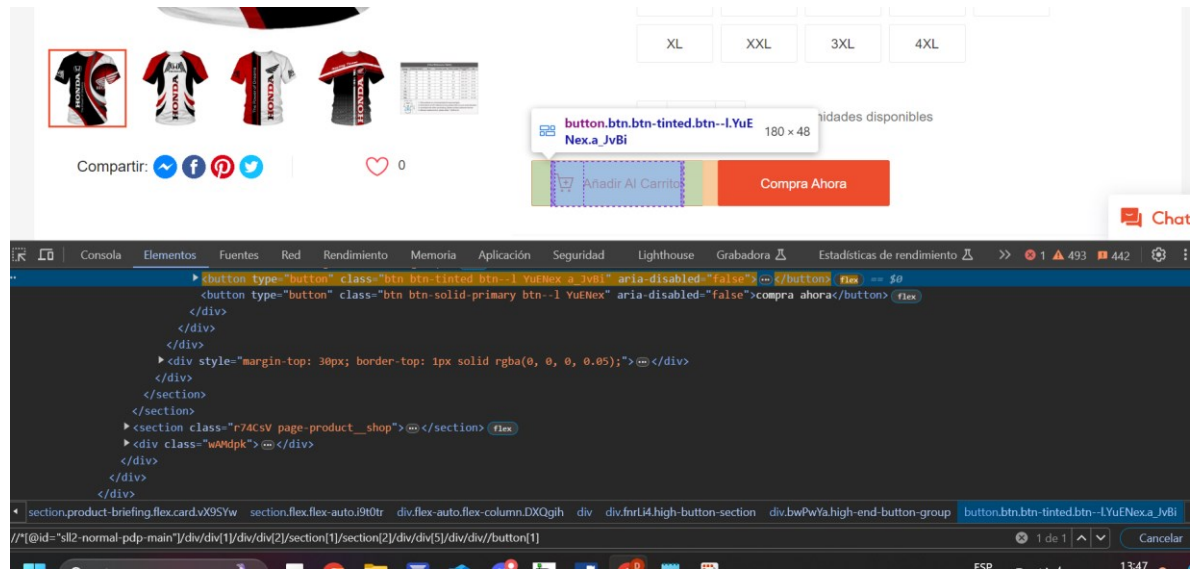 XL XXL 3XL 4XL
HONDA HONDA HONDA HONDA
button.btn.btn-tinted.btn--l.YuE
Nex.a_JvBi
180 × 48
nidades disponibles
Compartir:
0
Añadir Al Carrito
Compra Ahora
Chat
Consola Elementos Fuentes Red Rendimiento Memoria Aplicación Seguridad Lighthouse Grabadora Estadísticas de rendimiento 1 493 442
<button type="button" class="btn btn-tinted btn--l YuENex a_JvBi" aria-disabled="false">…</button> flex == $0
<button type="button" class="btn btn-solid-primary btn--l YuENex" aria-disabled="false">compra ahora</button> flex
</div>
</div>
</div>
<div style="margin-top: 30px; border-top: 1px solid rgba(0, 0, 0, 0.05);">…</div>
</div>
</section>
</section>
<section class="r74CsV page-product__shop">…</section> flex
<div class="wAMdpk">…</div>
</div>
</div>
</div>
section.product-briefing.flex.card.vX9SYw section.flex.flex-auto.i9t0tr div.flex-auto.flex-column.DXQgih div div.fnrLi4.high-button-section div.bwPwYa.high-end-button-group button.btn.btn-tinted.btn--l.YuENex.a_JvBi
//*[@id="sll2-normal-pdp-main"]/div/div[1]/div/div[2]/section[1]/section[2]/div/div[5]/div/div//button[1]
1 de 1
Cancelar
ESP
13:47